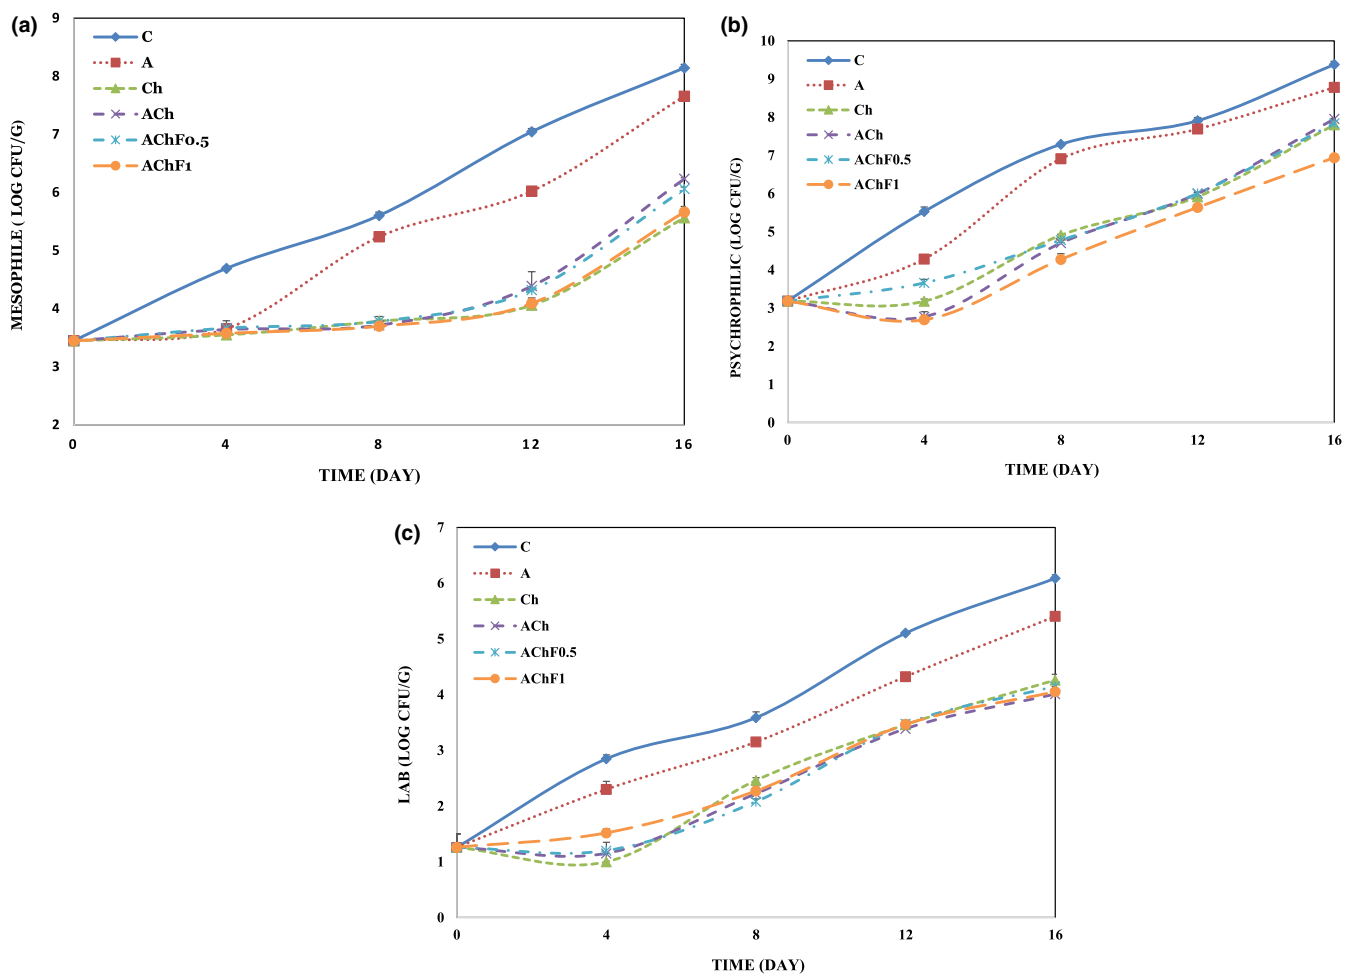 (a)
9
8
7
6
5
4
3
2
MESOPHILE ( LOG CFU/G)
C
A
Ch
ACh
AChF0.5
AChF1
0
4
8
12
16
TIME (DAY)
(b)
10
9
8
7
6
5
4
3
2
1
0
PSYCHROPHILIC (LOG CFU/G)
C
A
Ch
ACh
AChF0.5
AChF1
0
4
8
12
16
TIME (DAY)
(c)
7
6
5
4
3
2
1
0
LAB (LOG CFU/G)
C
A
Ch
ACh
AChF0.5
AChF1
0
4
8
12
16
TIME (DAY)